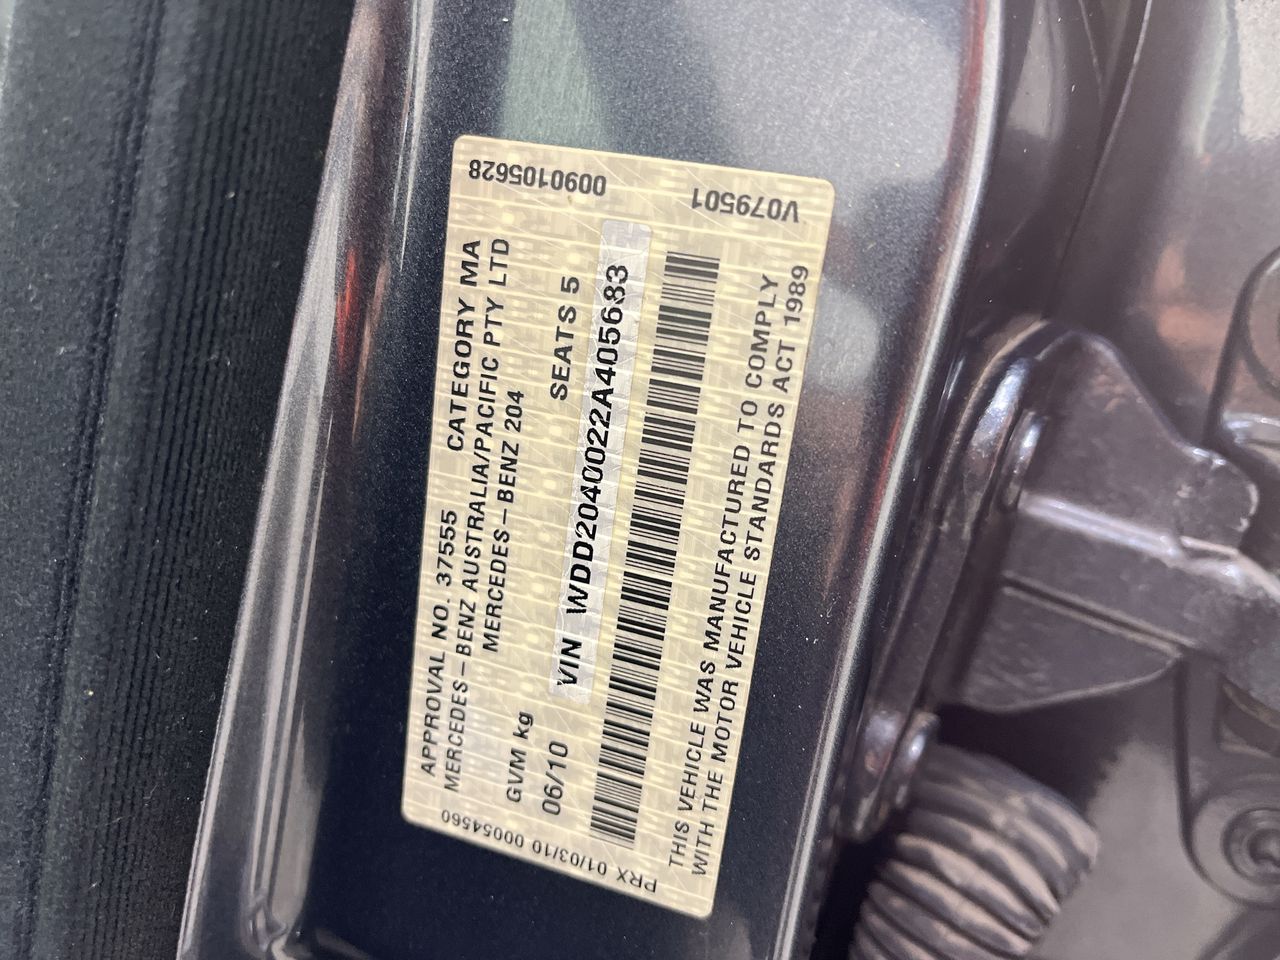 APPROVAL NO. 37555 CATEGORY MA
MERCEDES-BENZ AUSTRALIA/PACIFIC PTY LTD
MERCEDES-BENZ 204
GVM kg
06/10 SEATS 5
VIN WDD2040022A405683
THIS VEHICLE WAS MANUFACTURED TO COMPLY
WITH THE MOTOR VEHICLE STANDARDS ACT 1989
0090105628
V079501
PRX 01/03/10 00054560